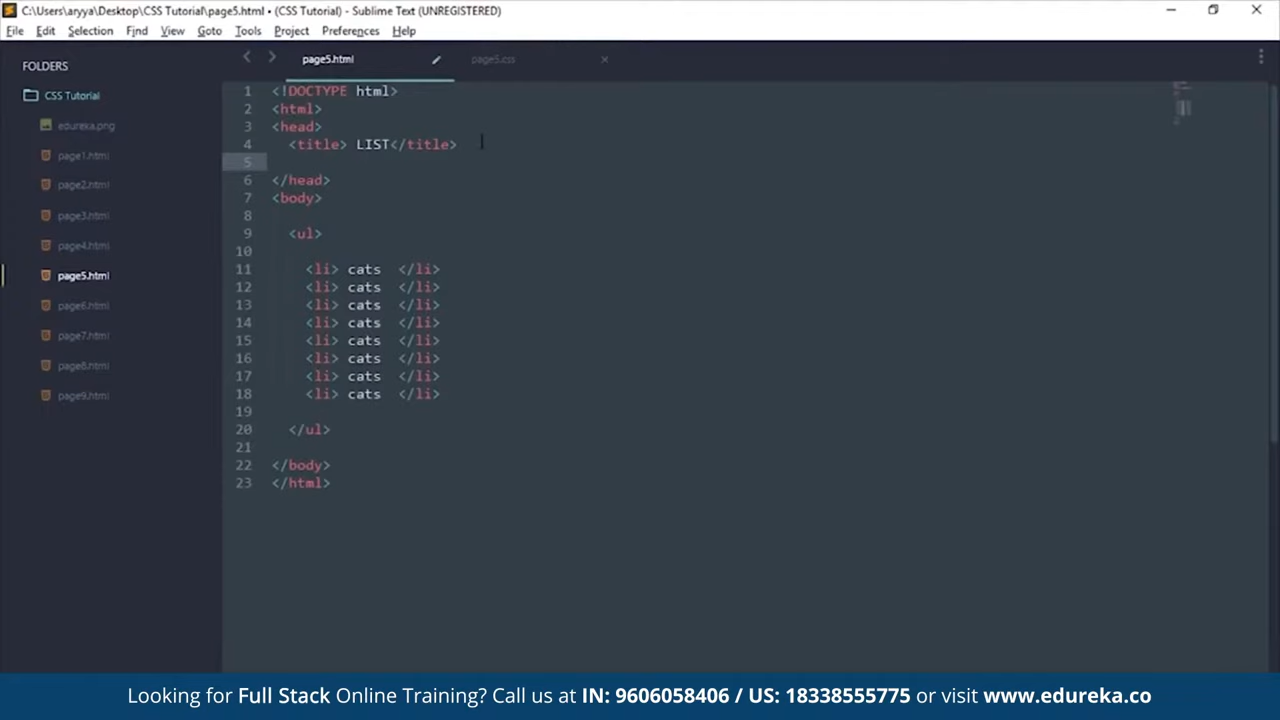 C:\Users\aryya\Desktop\CSS Tutorial\page5.html • (CSS Tutorial) - Sublime Text (UNREGISTERED)
File Edit Selection Find View Goto Tools Project Preferences Help
FOLDERS
CSS Tutorial
edureka.png
page1.html
page2.html
page3.html
page4.html
page5.html
page6.html
page7.html
page8.html
page9.html
page5.html page5.css
1 <!DOCTYPE html>
2 <html>
3 <head>
4 <title> LIST</title>
5
6 </head>
7 <body>
8
9 <ul>
10
11 <li> cats </li>
12 <li> cats </li>
13 <li> cats </li>
14 <li> cats </li>
15 <li> cats </li>
16 <li> cats </li>
17 <li> cats </li>
18 <li> cats </li>
19
20 </ul>
21
22 </body>
23 </html>
Looking for Full Stack Online Training? Call us at IN: 9606058406 / US: 18338555775 or visit www.edureka.co